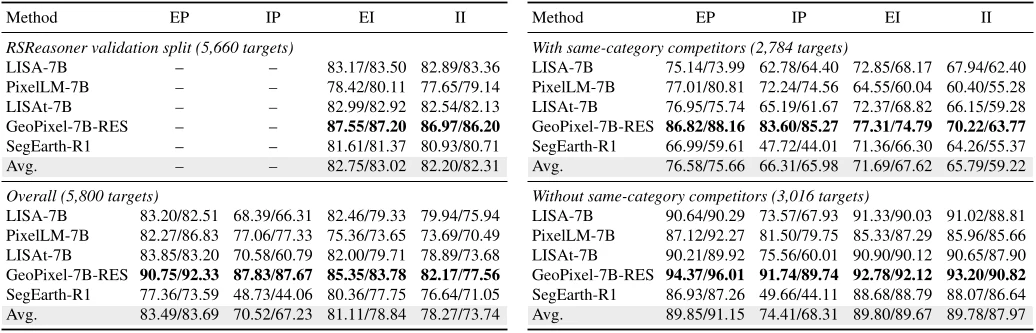 Method EP IP EI II
RSReasoner validation split (5,660 targets)
LISA-7B – – 83.17/83.50 82.89/83.36
PixelLM-7B – – 78.42/80.11 77.65/79.14
LISAt-7B – – 82.99/82.92 82.54/82.13
GeoPixel-7B-RES – – 87.55/87.20 86.97/86.20
SegEarth-R1 – – 81.61/81.37 80.93/80.71
Avg. – – 82.75/83.02 82.20/82.31
Overall (5,800 targets)
LISA-7B 83.20/82.51 68.39/66.31 82.46/79.33 79.94/75.94
PixelLM-7B 82.27/86.83 77.06/77.33 75.36/73.65 73.69/70.49
LISAt-7B 83.85/83.20 70.58/60.79 82.00/79.71 78.89/73.68
GeoPixel-7B-RES 90.75/92.33 87.83/87.67 85.35/83.78 82.17/77.56
SegEarth-R1 77.36/73.59 48.73/44.06 80.36/77.75 76.64/71.05
Avg. 83.49/83.69 70.52/67.23 81.11/78.84 78.27/73.74
Method EP IP EI II
With same-category competitors (2,784 targets)
LISA-7B 75.14/73.99 62.78/64.40 72.85/68.17 67.94/62.40
PixelLM-7B 77.01/80.81 72.24/74.56 64.55/60.04 60.40/55.28
LISAt-7B 76.95/75.74 65.19/61.67 72.37/68.82 66.15/59.28
GeoPixel-7B-RES 86.82/88.16 83.60/85.27 77.31/74.79 70.22/63.77
SegEarth-R1 66.99/59.61 47.72/44.01 71.36/66.30 64.26/55.37
Avg. 76.58/75.66 66.31/65.98 71.69/67.62 65.79/59.22
Without same-category competitors (3,016 targets)
LISA-7B 90.64/90.29 73.57/67.93 91.33/90.03 91.02/88.81
PixelLM-7B 87.12/92.27 81.50/79.75 85.33/87.29 85.96/85.66
LISAt-7B 90.21/89.92 75.56/60.01 90.90/90.12 90.65/87.90
GeoPixel-7B-RES 94.37/96.01 91.74/89.74 92.78/92.12 93.20/90.82
SegEarth-R1 86.93/87.26 49.66/44.11 88.68/88.79 88.07/86.64
Avg. 89.85/91.15 74.41/68.31 89.80/89.67 89.78/87.97